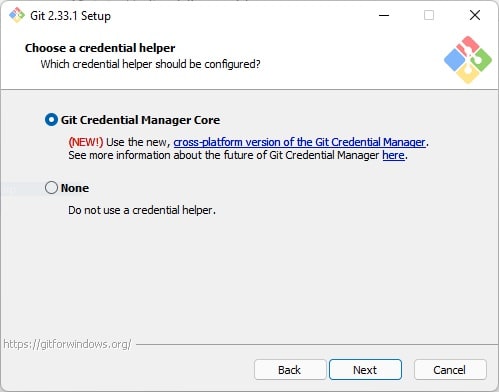 Git 2.33.1 Setup
Choose a credential helper
Which credential helper should be configured?
Git Credential Manager Core
(NEW!) Use the new, cross-platform version of the Git Credential Manager.
See more information about the future of Git Credential Manager here.
None
Do not use a credential helper.
https://gitforwindows.org/
Back Next Cancel